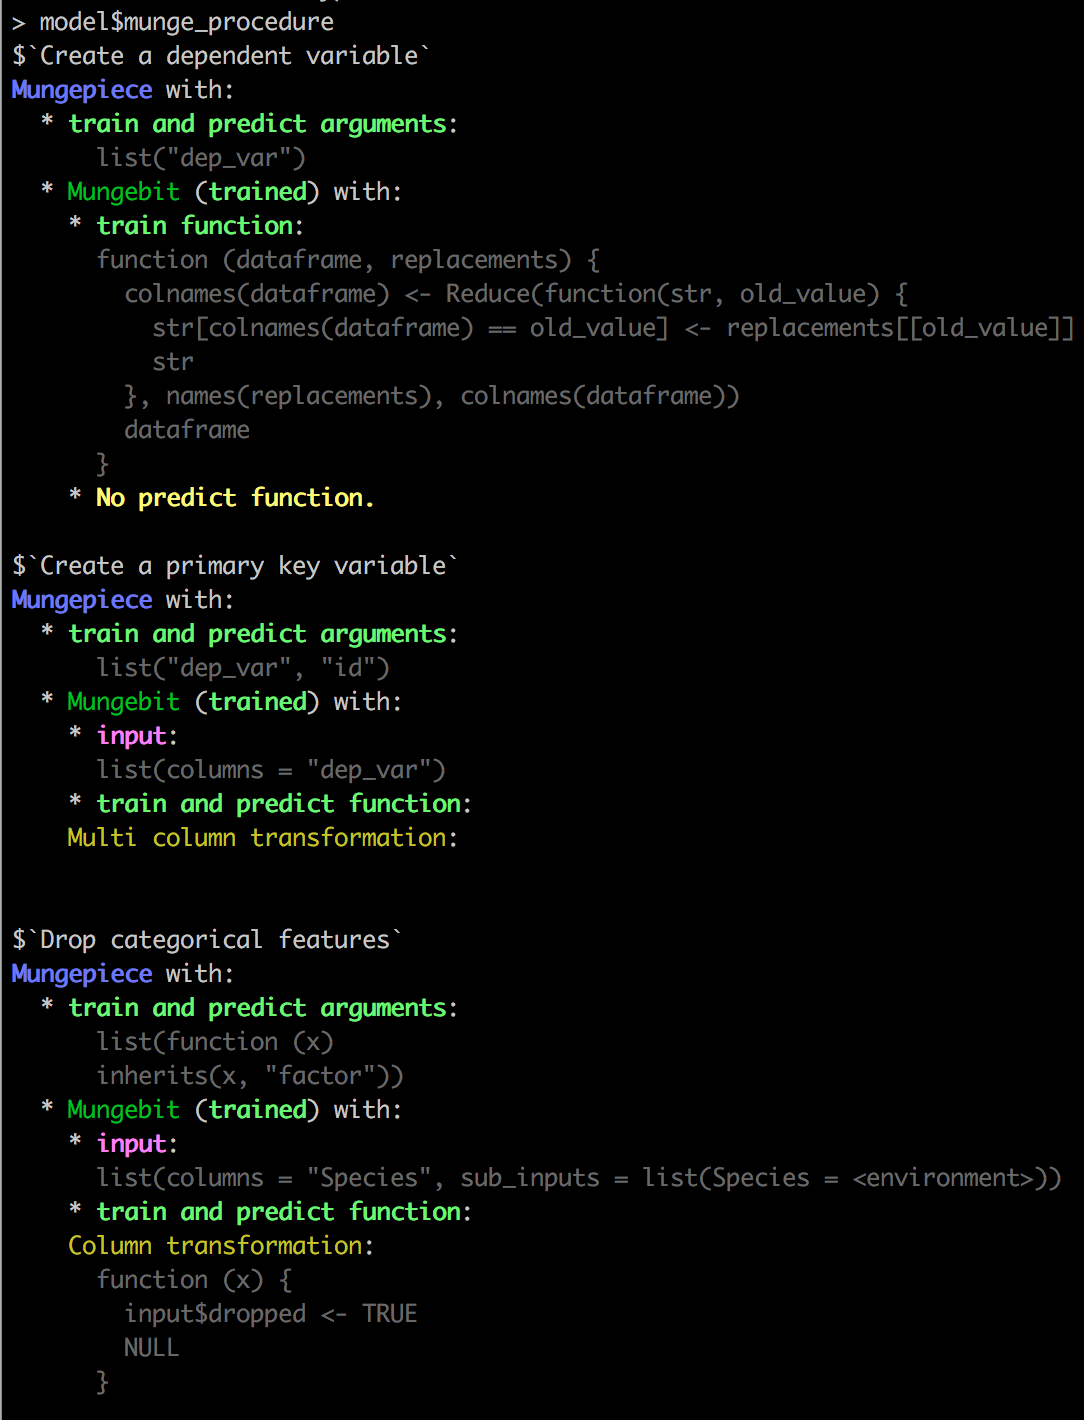 > model$munge_procedure
$`Create a dependent variable`
Mungepiece with:
  * train and predict arguments:
      list("dep_var")
  * Mungebit (trained) with:
    * train function:
      function (dataframe, replacements) {
        colnames(dataframe) <- Reduce(function(str, old_value) {
          str[colnames(dataframe) == old_value] <- replacements[[old_value]]
          str
        }, names(replacements), colnames(dataframe))
        dataframe
      }
    * No predict function.

$`Create a primary key variable`
Mungepiece with:
  * train and predict arguments:
      list("dep_var", "id")
  * Mungebit (trained) with:
    * input:
      list(columns = "dep_var")
    * train and predict function:
    Multi column transformation:

$`Drop categorical features`
Mungepiece with:
  * train and predict arguments:
      list(function (x)
      inherits(x, "factor"))
  * Mungebit (trained) with:
    * input:
      list(columns = "Species", sub_inputs = list(Species = <environment>))
    * train and predict function:
    Column transformation:
      function (x) {
        input$dropped <- TRUE
        NULL
      }